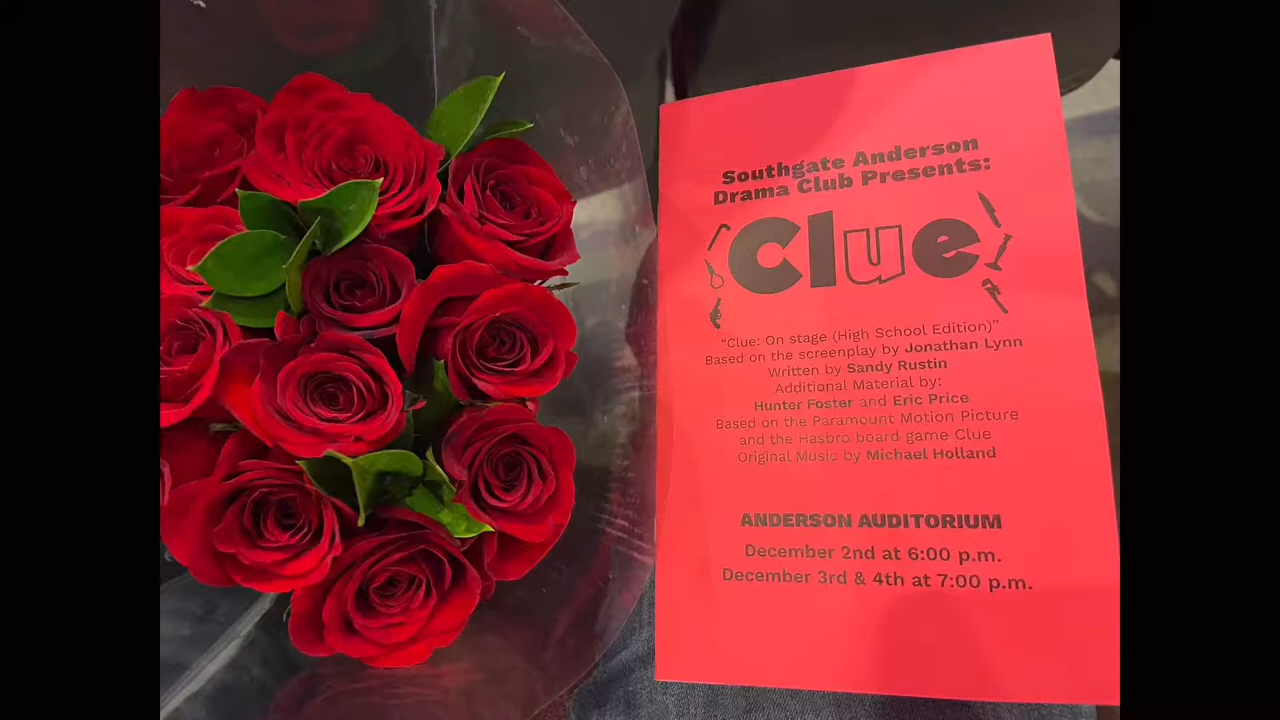 Southgate Anderson
Drama Club Presents:
Clue
“Clue: On stage (High School Edition)”
Based on the screenplay by Jonathan Lynn
Written by Sandy Rustin
Additional Material by:
Hunter Foster and Eric Price
Based on the Paramount Motion Picture
and the Hasbro board game Clue
Original Music by Michael Holland
ANDERSON AUDITORIUM
December 2nd at 6:00 p.m.
December 3rd & 4th at 7:00 p.m.